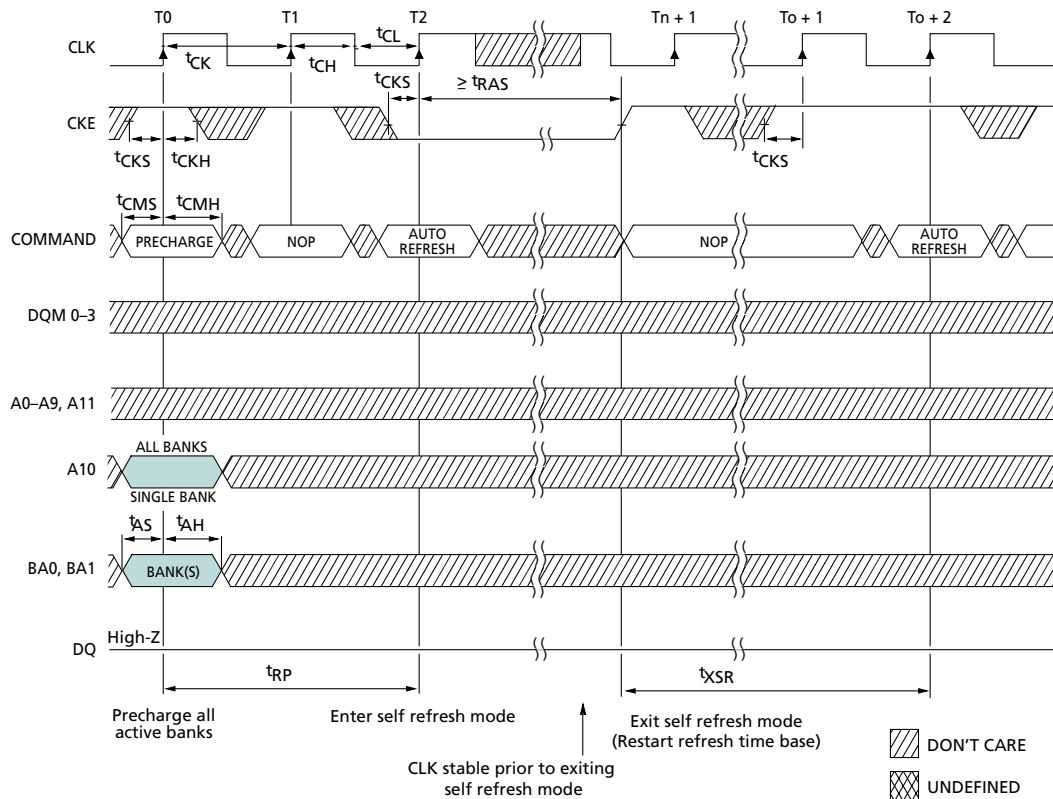 T0 T1 T2 Tn + 1 To + 1 To + 2
CLK
tCK tCH tCL
tCKS ≥ tRAS
CKE
tCKS tCKH tCKS
tCMS tCMH
COMMAND PRECHARGE NOP AUTO REFRESH NOP AUTO REFRESH
DQM 0–3
A0–A9, A11
ALL BANKS
A10
SINGLE BANK
tAS tAH
BA0, BA1 BANK(S)
High-Z
DQ
tRP tXSR
Precharge all
active banks
Enter self refresh mode
Exit self refresh mode
(Restart refresh time base)
CLK stable prior to exiting
self refresh mode
DON'T CARE
UNDEFINED